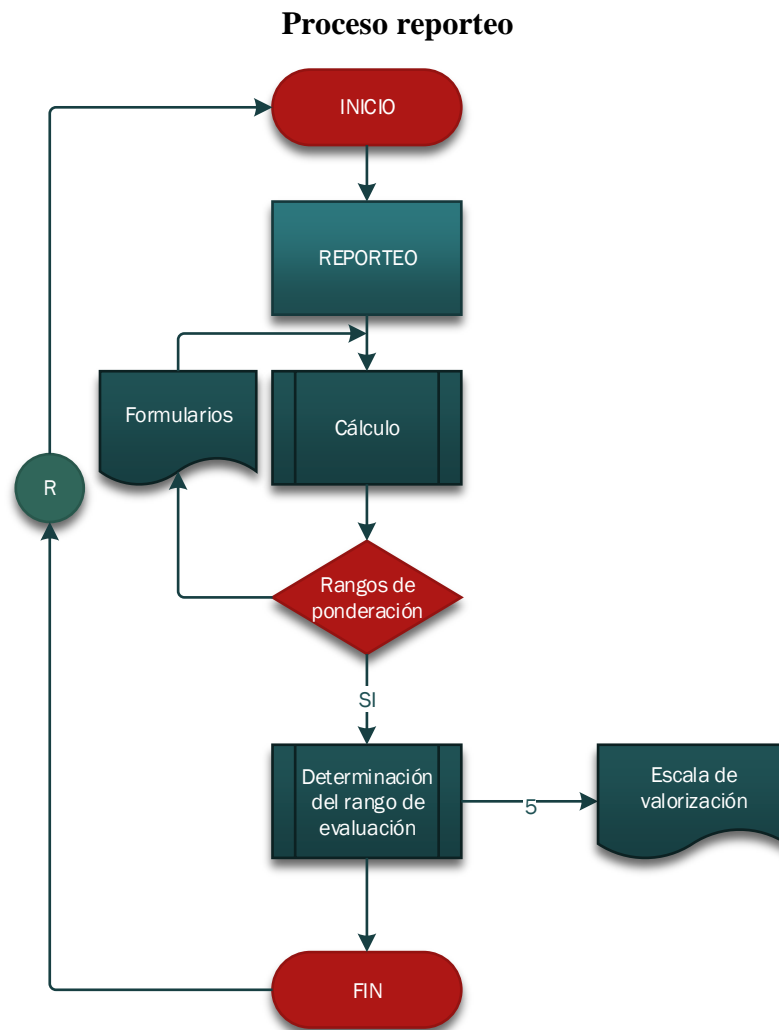 Proceso reporteo
INICIO
REPORTEO
Formularios
Cálculo
R
Rangos de
ponderación
SI
Determinación
del rango de
evaluación
5
Escala de
valorización
FIN